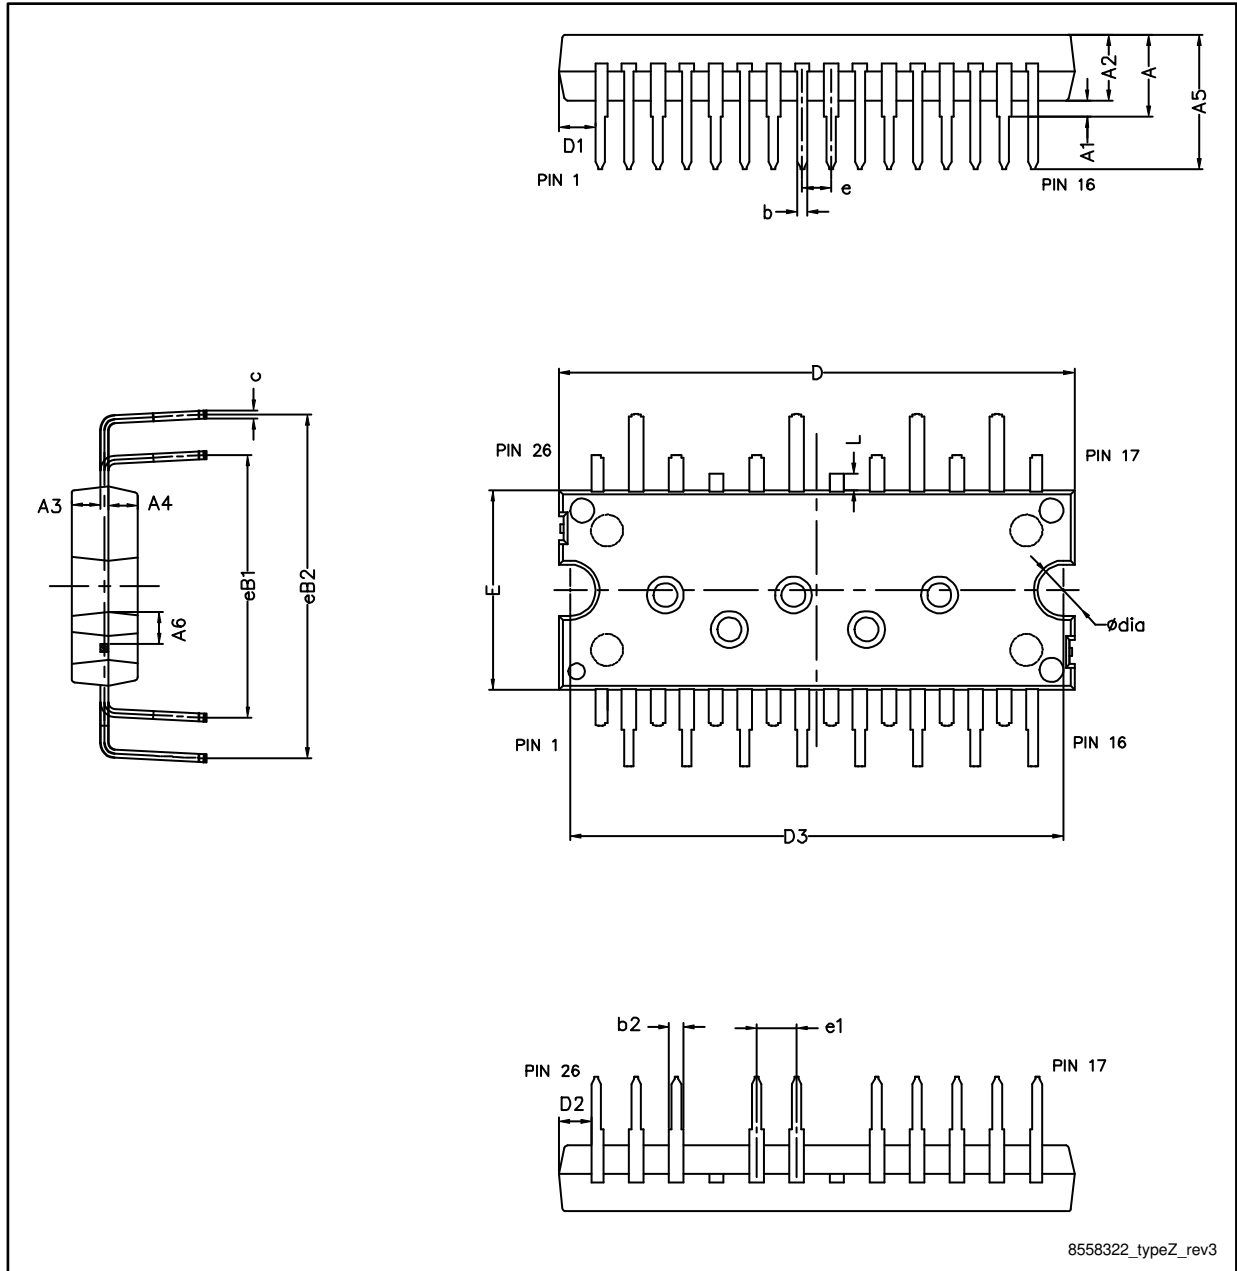 A2
A
A5
A1
D1
PIN 1
PIN 16
e
b
c
D
PIN 26
L
PIN 17
A3
A4
E
eB1
eB2
A6
Ødia
PIN 1
PIN 16
D3
b2
e1
PIN 26
PIN 17
D2
8558322_typeZ_rev3